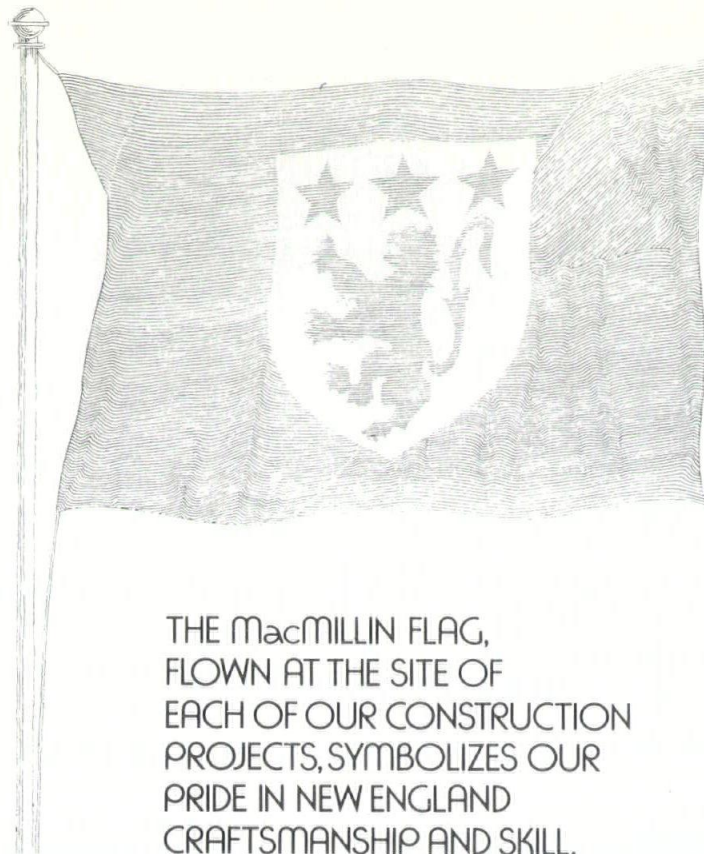 THE MacMILLIN FLAG,
FLOWN AT THE SITE OF
EACH OF OUR CONSTRUCTION
PROJECTS, SYMBOLIZES OUR
PRIDE IN NEW ENGLAND
CRAFTSMANSHIP AND SKILL.